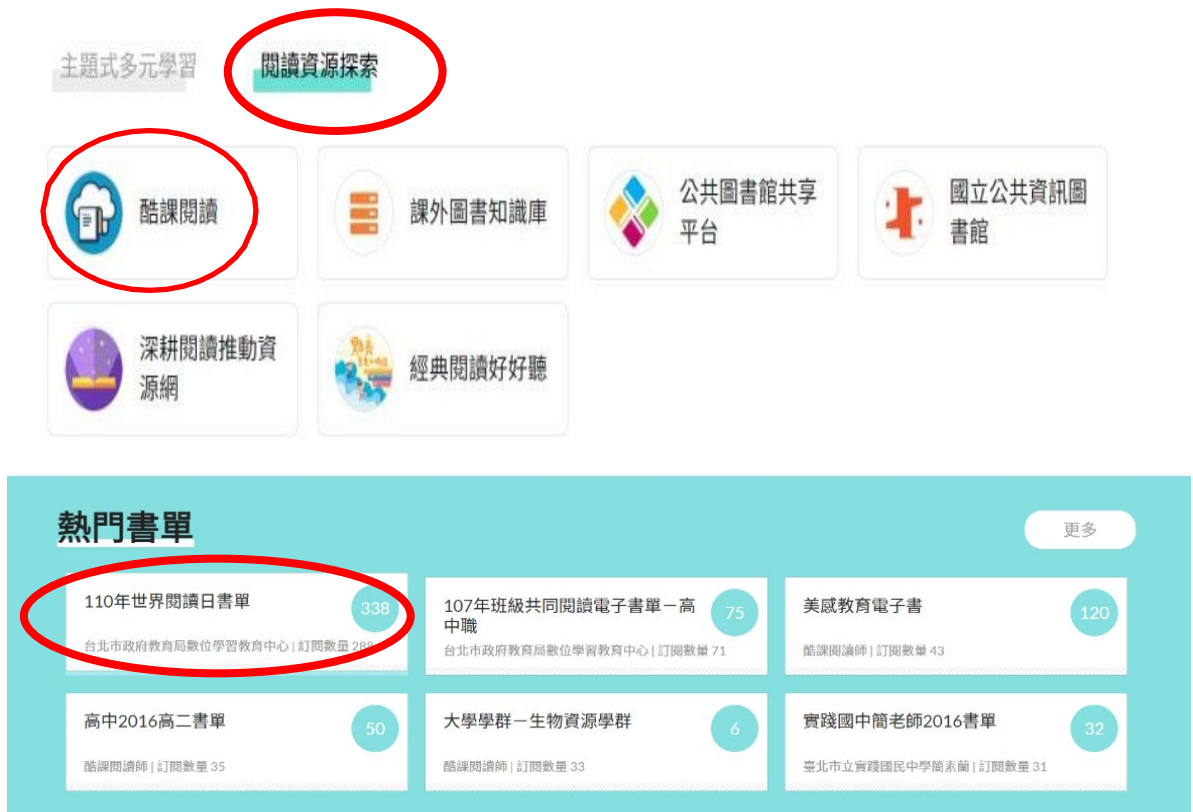 主題式多元學習
閱讀資源探索
酷課閱讀
課外圖書知識庫
公共圖書館共享
平台
國立公共資訊圖
書館
深耕閱讀推動資
源網
經典閱讀好好聽
熱門書單
更多
110年世界閱讀日書單
338
台北市政府教育局數位學習教育中心 | 訂閱數量 288
107年班級共同閱讀電子書單－高
中職
75
台北市政府教育局數位學習教育中心 | 訂閱數量 71
美感教育電子書
120
酷課閱讀師 | 訂閱數量 43
高中2016高二書單
50
酷課閱讀師 | 訂閱數量 35
大學學群－生物資源學群
6
酷課閱讀師 | 訂閱數量 33
實踐國中簡老師2016書單
32
臺北市立實踐國民中學簡素蘭 | 訂閱數量 31